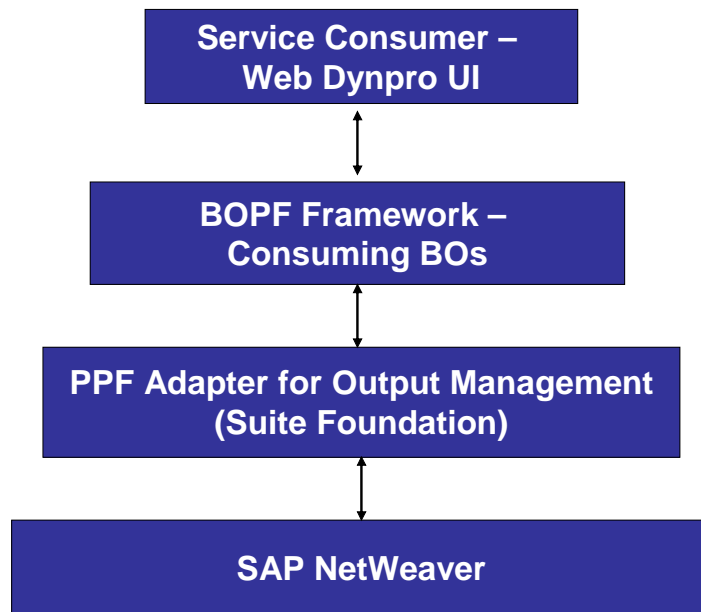 Service Consumer –
Web Dynpro UI
BOPF Framework –
Consuming BOs
PPF Adapter for Output Management
(Suite Foundation)
SAP NetWeaver